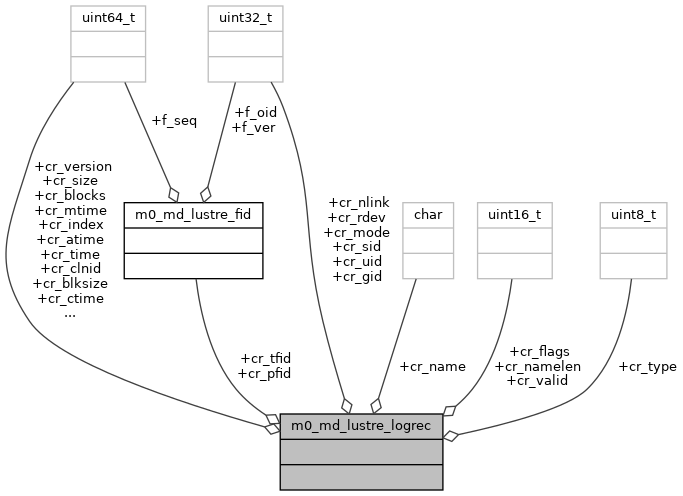 uint64_t
uint32_t
+f_seq
+f_oid
+f_ver
+cr_version
+cr_size
+cr_blocks
+cr_mtime
+cr_index
+cr_atime
+cr_time
+cr_clnid
+cr_blksize
+cr_ctime
...
m0_md_lustre_fid
+cr_nlink
+cr_rdev
+cr_mode
+cr_sid
+cr_uid
+cr_gid
char
uint16_t
uint8_t
+cr_tfid
+cr_pfid
+cr_name
+cr_flags
+cr_namelen
+cr_valid
+cr_type
m0_md_lustre_logrec